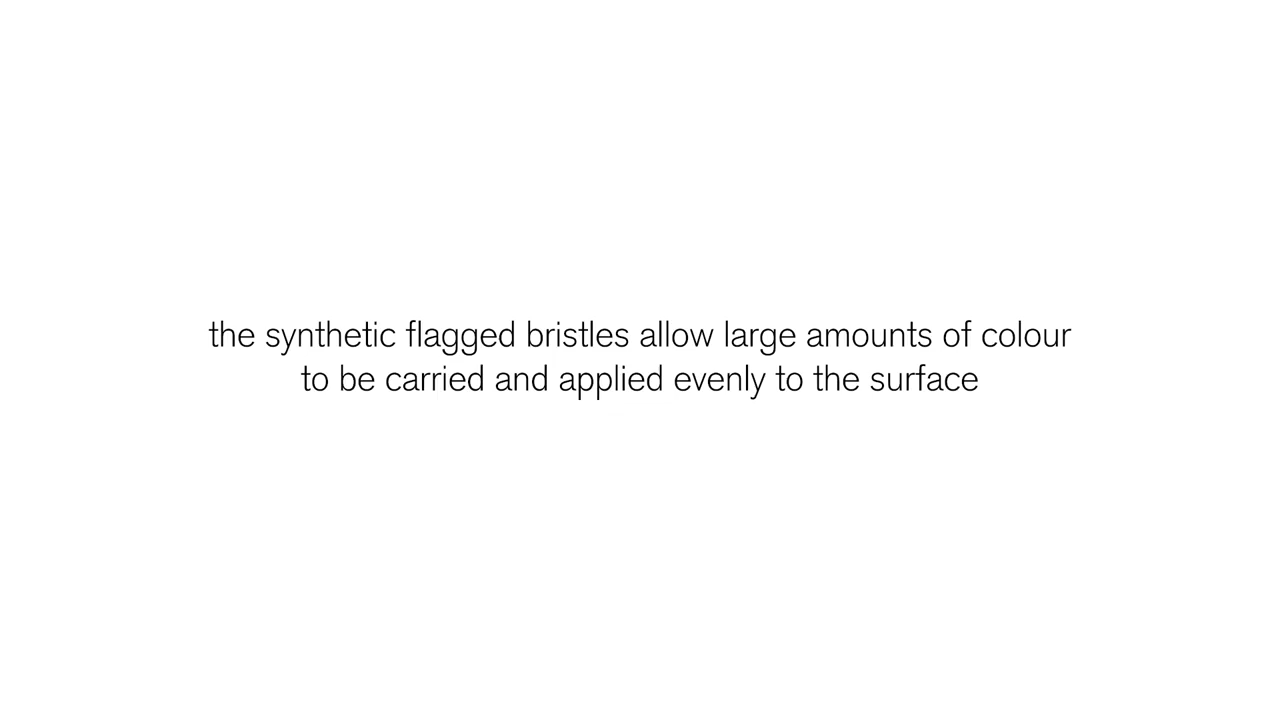 the synthetic flagged bristles allow large amounts of colour
to be carried and applied evenly to the surface